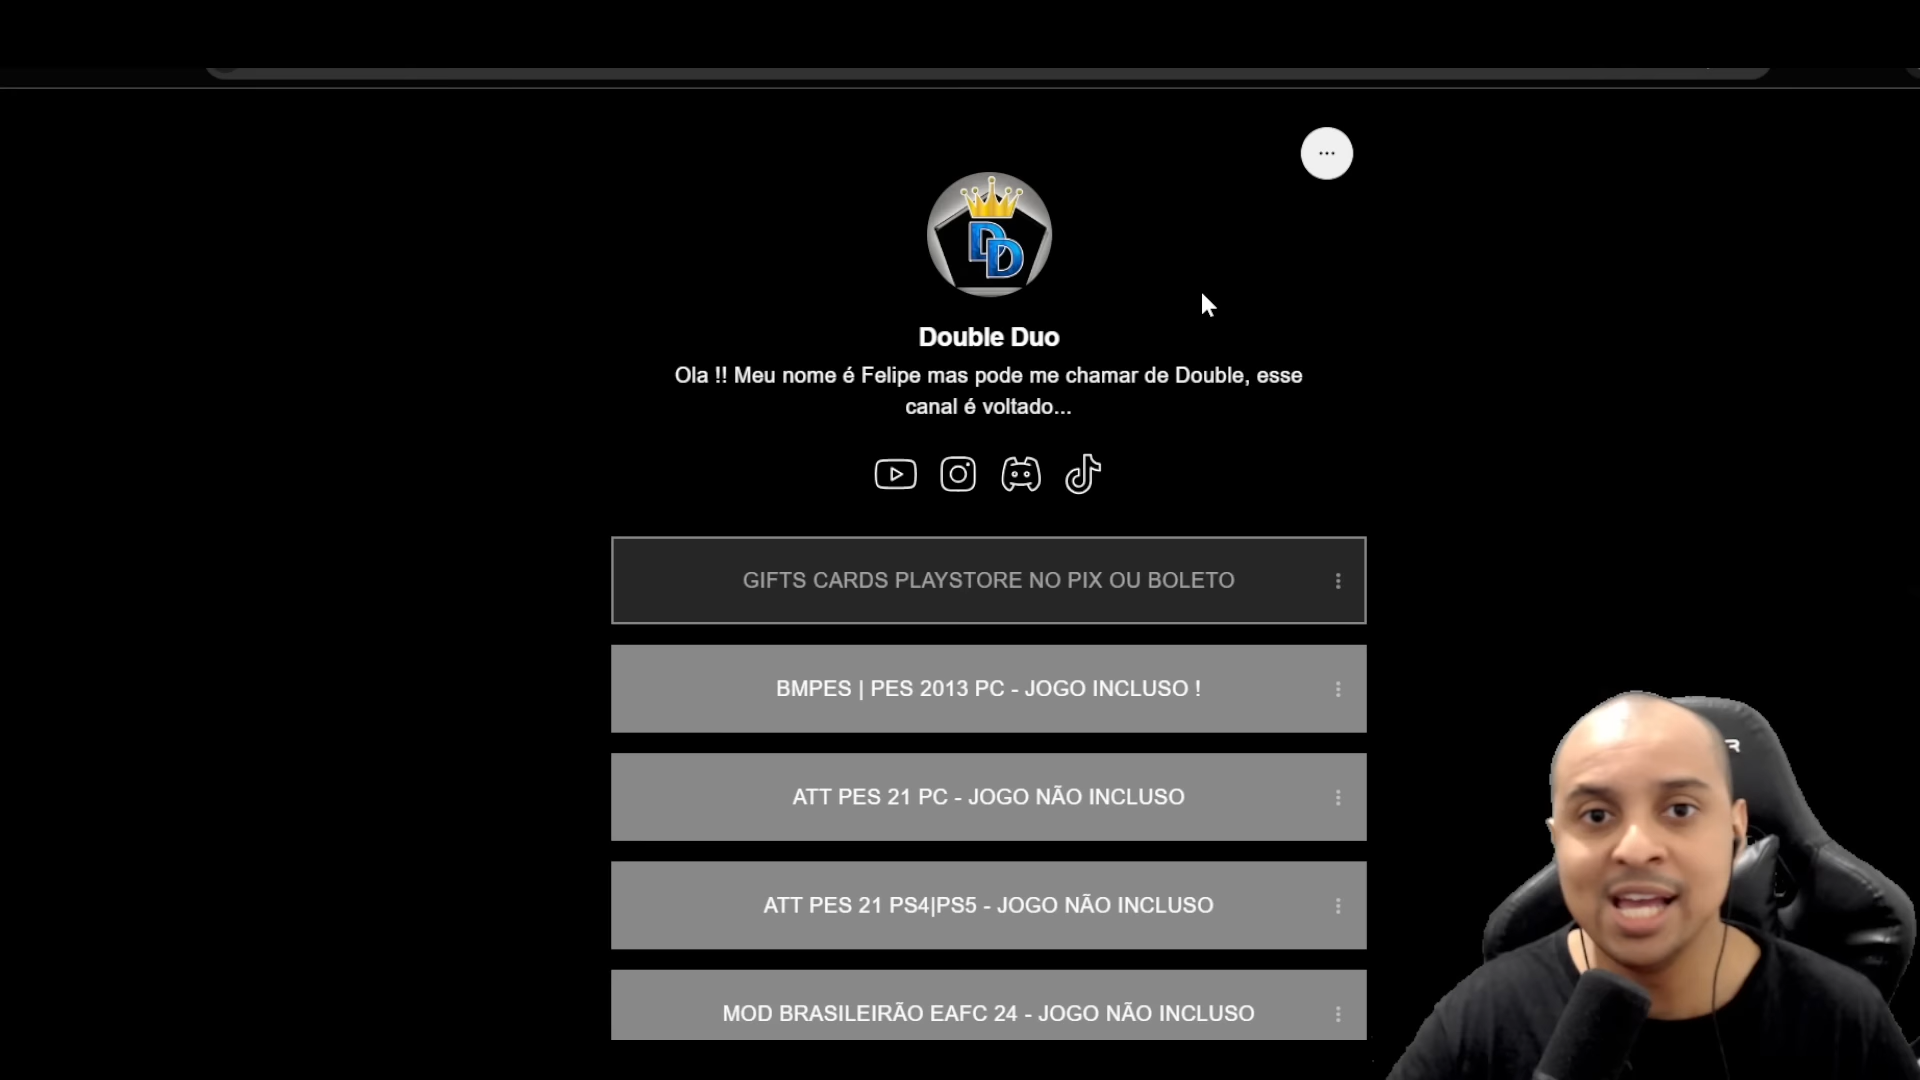 DD
Double Duo
Ola !! Meu nome é Felipe mas pode me chamar de Double, esse
canal é voltado...
GIFTS CARDS PLAYSTORE NO PIX OU BOLETO
BMPES | PES 2013 PC - JOGO INCLUSO !
ATT PES 21 PC - JOGO NÃO INCLUSO
ATT PES 21 PS4|PS5 - JOGO NÃO INCLUSO
MOD BRASILEIRÃO EAFC 24 - JOGO NÃO INCLUSO